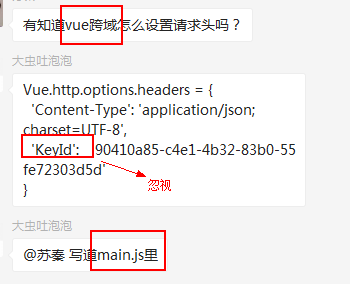 有知道vue跨域怎么设置请求头吗？
大虫吐泡泡
Vue.http.options.headers = {
'Content-Type': 'application/json;
charset=UTF-8',
'KeyId': '90410a85-c4e1-4b32-83b0-55
fe72303d5d'
}
忽视
大虫吐泡泡
@苏秦 写道main.js里